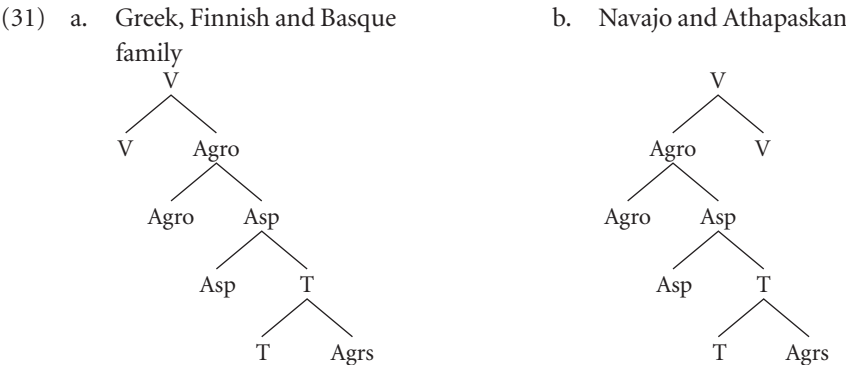 (31) a. Greek, Finnish and Basque family
b. Navajo and Athapaskan
V V
V Agro Agro V
Agro Asp Agro Asp
Asp T Asp T
T Agrs T Agrs